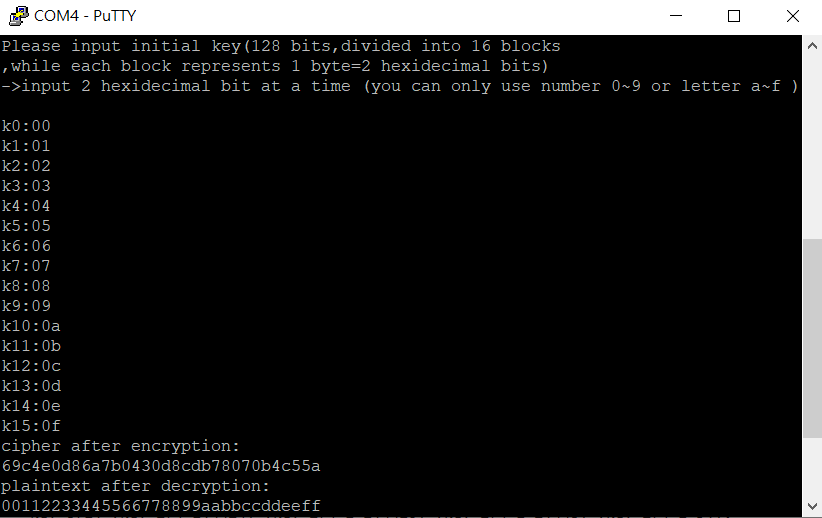 COM4 - PuTTY
Please input initial key(128 bits,divided into 16 blocks
,while each block represents 1 byte=2 hexidecimal bits)
->input 2 hexidecimal bit at a time (you can only use number 0~9 or letter a~f )
k0:00
k1:01
k2:02
k3:03
k4:04
k5:05
k6:06
k7:07
k8:08
k9:09
k10:0a
k11:0b
k12:0c
k13:0d
k14:0e
k15:0f
cipher after encryption:
69c4e0d86a7b0430d8cdb78070b4c55a
plaintext after decryption:
00112233445566778899aabbccddeeff